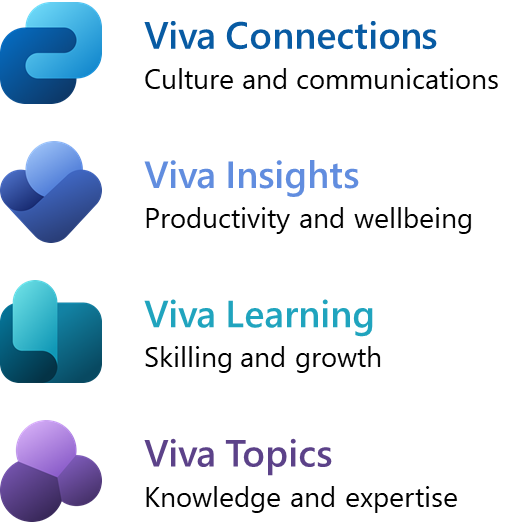 Viva Connections
Culture and communications
Viva Insights
Productivity and wellbeing
Viva Learning
Skilling and growth
Viva Topics
Knowledge and expertise